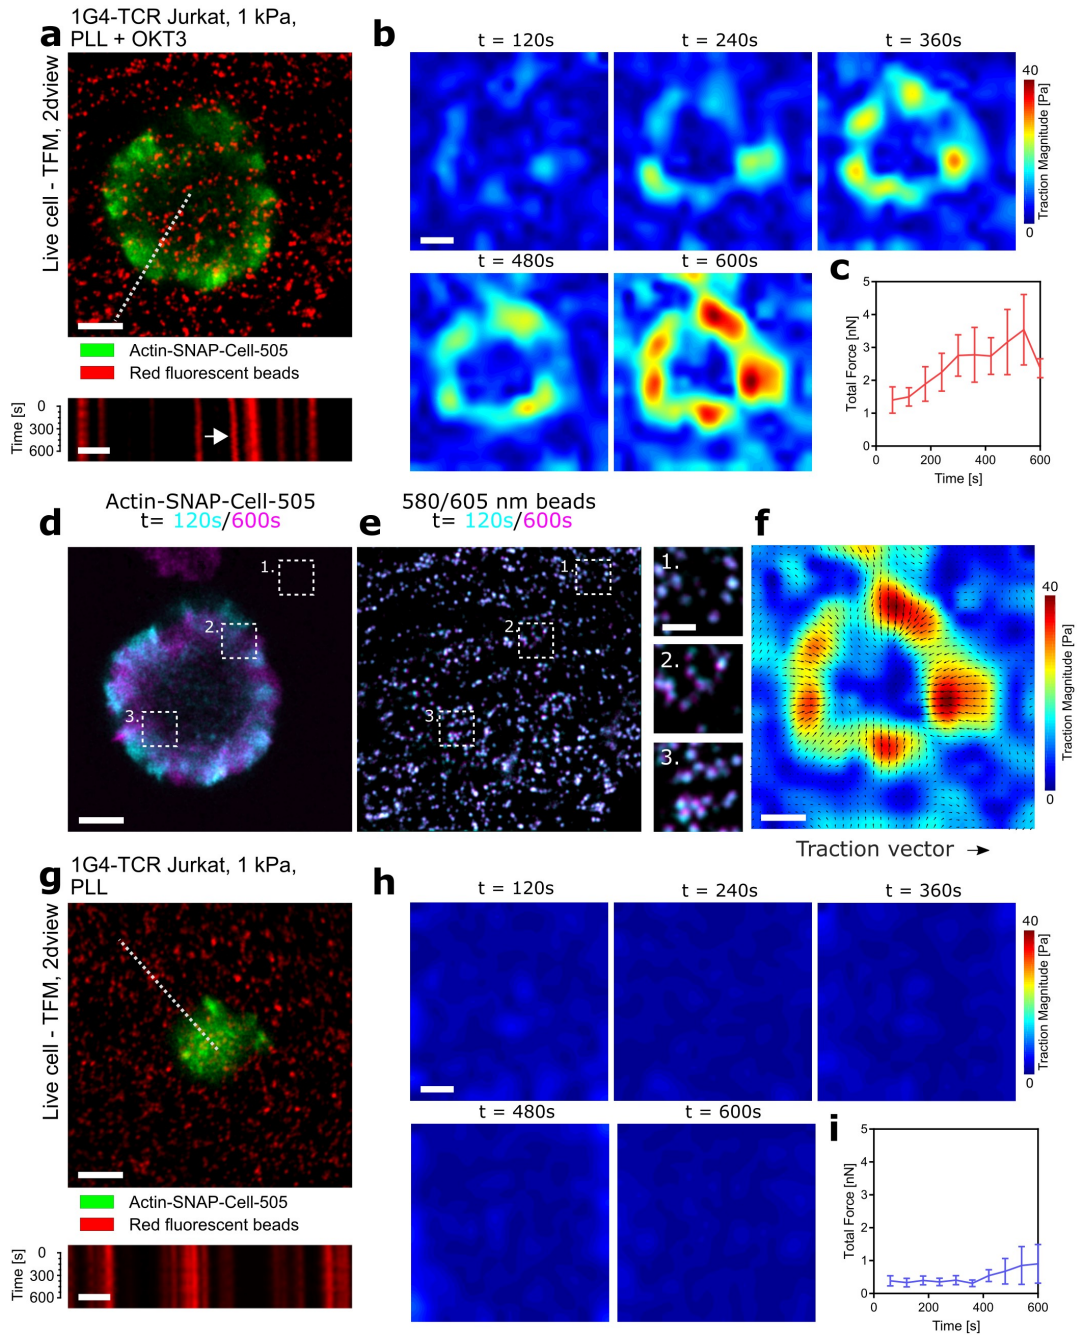 a
1G4-TCR Jurkat, 1 kPa,
PLL + OKT3
Live cell - TFM, 2dview
Actin-SNAP-Cell-505
Red fluorescent beads
Time [s]
0
300
600
b
t = 120s
t = 240s
t = 360s
40
0
Traction Magnitude [Pa]
t = 480s
t = 600s
c
Total Force [nN]
5
4
3
2
1
0
0
200
400
600
Time [s]
d
Actin-SNAP-Cell-505
t= 120s/600s
1.
2.
3.
e
580/605 nm beads
t= 120s/600s
1.
2.
3.
1.
2.
3.
f
40
0
Traction Magnitude [Pa]
Traction vector
g
1G4-TCR Jurkat, 1 kPa,
PLL
Live cell - TFM, 2dview
Actin-SNAP-Cell-505
Red fluorescent beads
Time [s]
0
300
600
h
t = 120s
t = 240s
t = 360s
40
0
Traction Magnitude [Pa]
t = 480s
t = 600s
i
Total Force [nN]
5
4
3
2
1
0
0
200
400
600
Time [s]